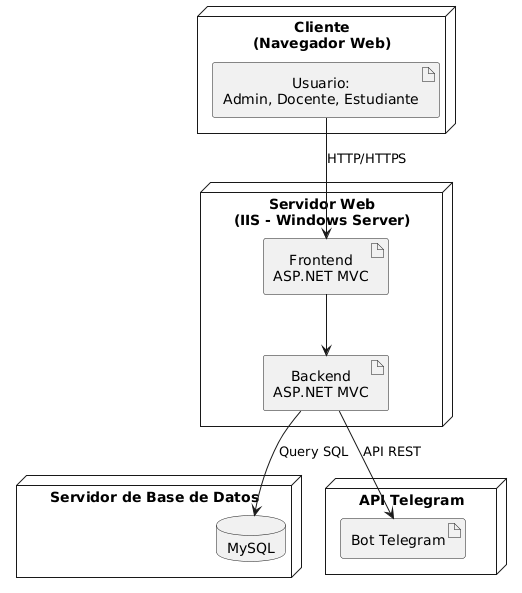 Cliente
(Navegador Web)
Usuario:
Admin, Docente, Estudiante
HTTP/HTTPS
Servidor Web
(IIS - Windows Server)
Frontend
ASP.NET MVC
Backend
ASP.NET MVC
Query SQL
API REST
Servidor de Base de Datos
MySQL
API Telegram
Bot Telegram